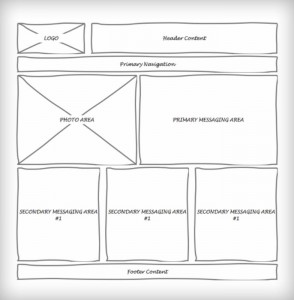 LOGO
Header Content
Primary Navigation
PHOTO AREA
PRIMARY MESSAGING AREA
SECONDARY MESSAGING AREA
#1
SECONDARY MESSAGING AREA
#1
SECONDARY MESSAGING AREA
#1
Footer Content